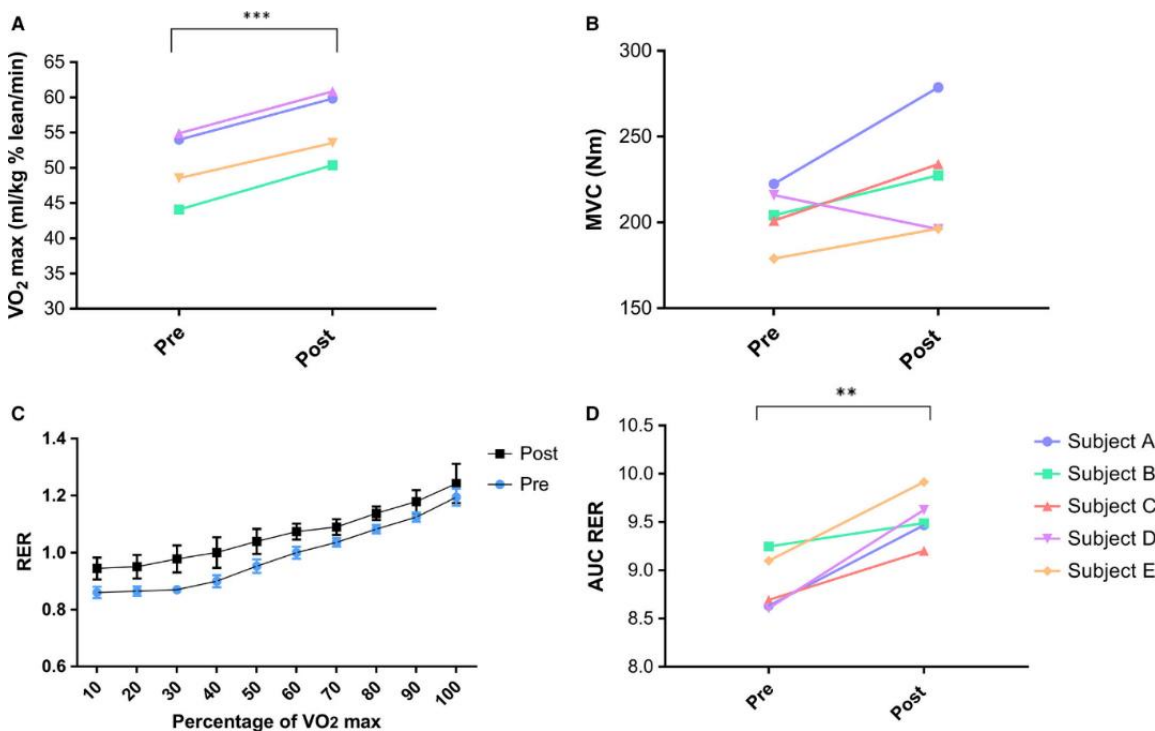 A
***
VO2 max (ml/kg % lean/min)
65
60
55
50
45
40
35
30
Pre
Post
B
MVC (Nm)
300
250
200
150
Pre
Post
C
RER
1.4
1.2
1.0
0.8
0.6
10
20
30
40
50
60
70
80
90
100
Percentage of VO2 max
Post
Pre
D
**
AUC RER
10.5
10.0
9.5
9.0
8.5
8.0
Pre
Post
Subject A
Subject B
Subject C
Subject D
Subject E